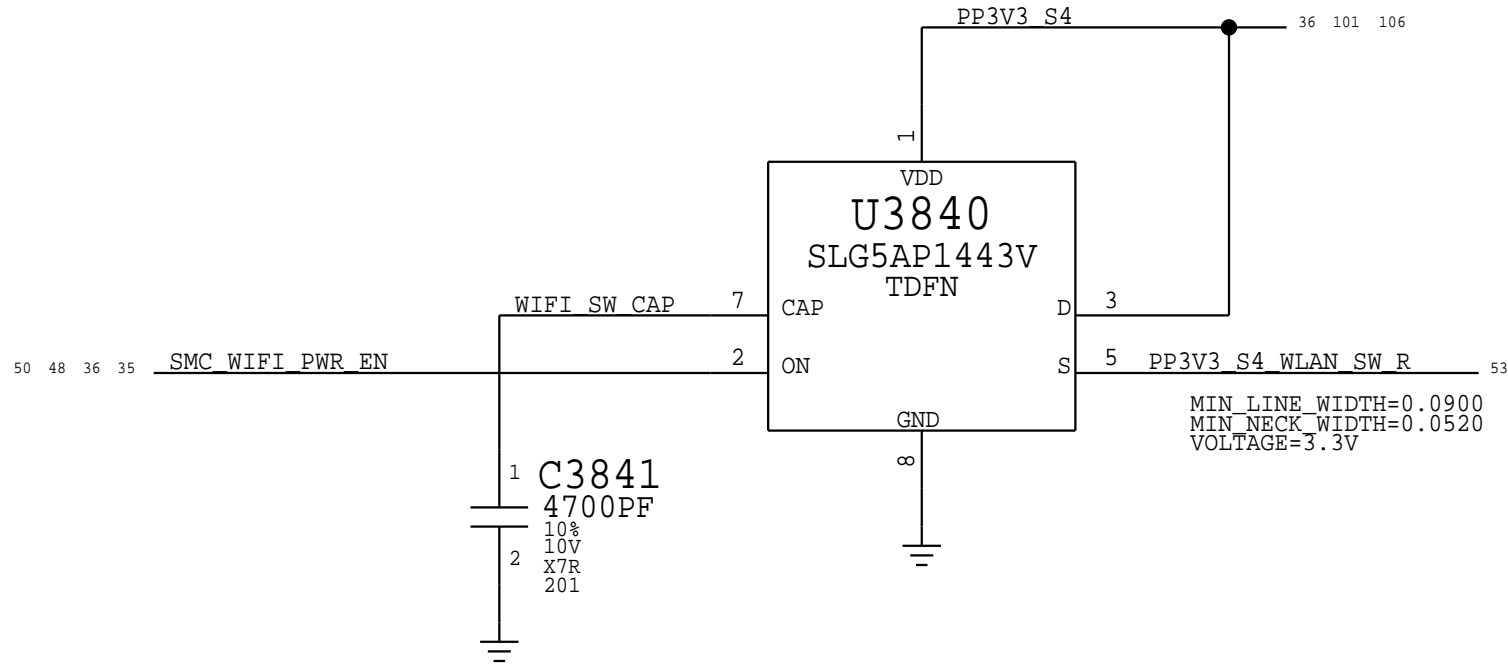 PP3V3_S4
36 101 106
1
VDD
U3840
SLG5AP1443V
TDFN
WIFI_SW_CAP
7
CAP
D
3
50 48 36 35
SMC_WIFI_PWR_EN
2
ON
S
5
PP3V3_S4_WLAN_SW_R
53
MIN_LINE_WIDTH=0.0900
MIN_NECK_WIDTH=0.0520
VOLTAGE=3.3V
GND
8
1
C3841
4700PF
10%
10V
2
X7R
201